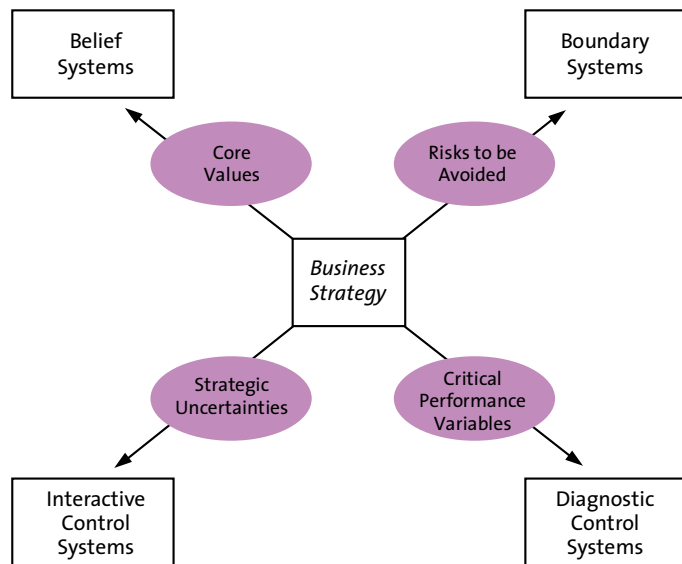 Belief
Systems
Boundary
Systems
Core
Values
Risks to be
Avoided
Business
Strategy
Strategic
Uncertainties
Critical
Performance
Variables
Interactive
Control
Systems
Diagnostic
Control
Systems